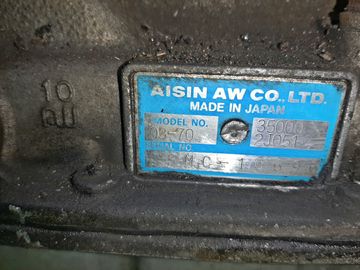 10
AISIN AW CO., LTD.
MADE IN JAPAN
MODEL NO.
03-70
35000
2J051
SERIAL NO.